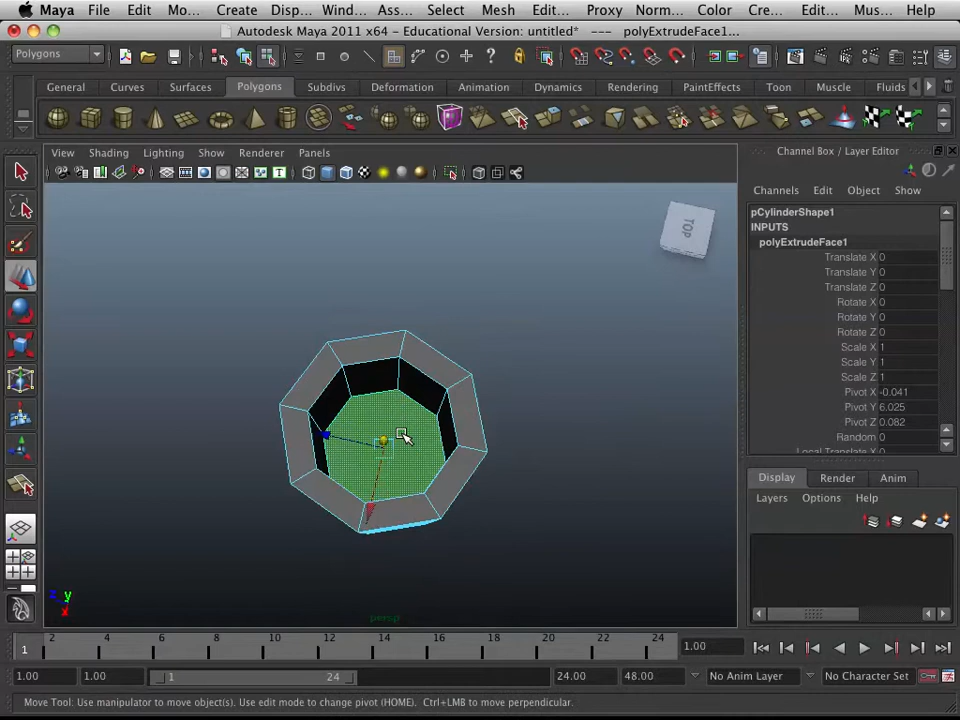 Maya File Edit Mo... Create Disp... Wind... Ass... Select Mesh Edit... Proxy Nor... Color Cre... Edit... Mus... Help
Autodesk Maya 2011 x64 - Educational Version: untitled* --- polyExtrudeFace1...
Polygons
General Curves Surfaces Polygons Subdivs Deformation Animation Dynamics Rendering PaintEffects Toon Muscle Fluids
View Shading Lighting Show Renderer Panels
Channel Box / Layer Editor
Channels Edit Object Show
pCylinderShape1
INPUTS
polyExtrudeFace1
Translate X 0
Translate Y 0
Translate Z 0
Rotate X 0
Rotate Y 0
Rotate Z 0
Scale X 1
Scale Y 1
Scale Z 1
Pivot X -0.041
Pivot Y 6.025
Pivot Z 0.082
Random 0
Local Translate X 0
TOP
Display Render Anim
Layers Options Help
z y
x
persp
1 2 4 6 8 10 12 14 16 18 20 22 24
1.00
1.00 1.00 1 24 24.00 48.00 No Anim Layer No Character Set
Move Tool: Use manipulator to move object(s). Use edit mode to change pivot (HOME). Ctrl+LMB to move perpendicular.